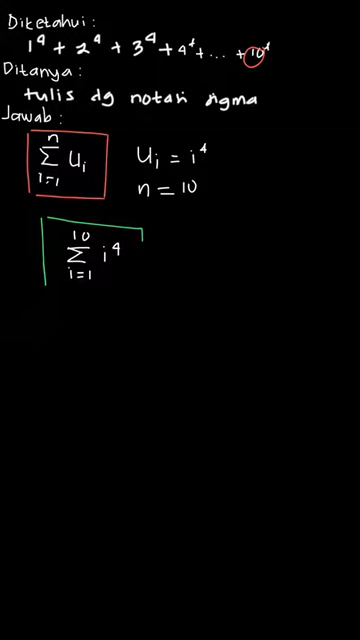 Diketahui:
1⁴ + 2⁴ + 3⁴ + 4⁴ + ... + 10⁴
Ditanya:
tulis dg notasi sigma
Jawab:
n
∑ Uᵢ    Uᵢ = i⁴
i=1    n = 10
10
∑ i⁴
i=1